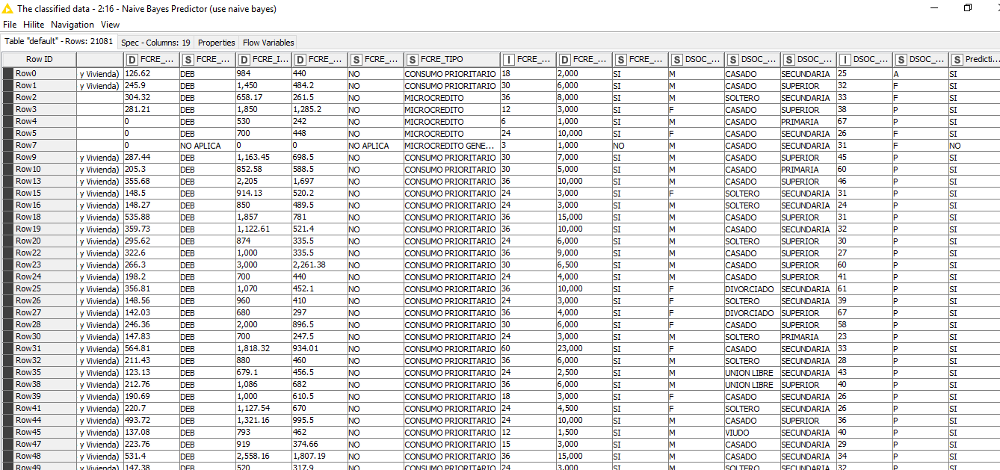 The classified data - 2:16 - Naive Bayes Predictor (use naive bayes)
File Hilite Navigation View
Table "default" - Rows: 21081 Spec - Columns: 19 Properties Flow Variables
Row ID D FCRE_... S FCRE_... D FCRE_I... D FCRE_... S FCRE_... S FCRE_TIPO I FCRE_... D FCRE_... S FCRE_... S DSOC_... S DSOC_... S DSOC_... I DSOC_... S DSOC_... S Predicti...
Row0 y Vivienda) 126.62 DEB 984 440 NO CONSUMO PRIORITARIO 18 2,000 SI M CASADO SECUNDARIA 25 A SI
Row1 y Vivienda) 245.9 DEB 1,450 484.2 NO CONSUMO PRIORITARIO 30 6,000 SI M CASADO SUPERIOR 32 F SI
Row2 304.32 DEB 658.17 261.5 NO MICROCREDITO 36 8,000 SI M SOLTERO SECUNDARIA 33 F SI
Row3 281.21 DEB 1,850 1,285.2 NO MICROCREDITO 12 3,000 SI F CASADO SUPERIOR 38 P SI
Row4 0 DEB 530 242 NO MICROCREDITO 6 1,000 SI M CASADO PRIMARIA 67 P SI
Row5 0 DEB 700 448 NO MICROCREDITO 24 10,000 SI F CASADO SECUNDARIA 26 F SI
Row7 0 NO APLICA 0 0 NO APLICA MICROCREDITO GENE... 3 1,000 NO M CASADO SECUNDARIA 31 F NO
Row9 y Vivienda) 287.44 DEB 1,163.45 698.5 NO CONSUMO PRIORITARIO 30 7,000 SI M CASADO SUPERIOR 45 P SI
Row10 y Vivienda) 205.3 DEB 852.58 588.5 NO CONSUMO PRIORITARIO 30 5,000 SI M CASADO PRIMARIA 60 P SI
Row13 y Vivienda) 355.68 DEB 2,205 1,697 NO CONSUMO PRIORITARIO 36 10,000 SI M CASADO SUPERIOR 46 P SI
Row15 y Vivienda) 148.5 DEB 914.13 520.2 NO CONSUMO PRIORITARIO 24 3,000 SI F SOLTERO SECUNDARIA 31 P SI
Row16 y Vivienda) 148.27 DEB 850 489.5 NO CONSUMO PRIORITARIO 24 3,000 SI M SOLTERO SECUNDARIA 24 P SI
Row18 y Vivienda) 535.88 DEB 1,857 781 NO CONSUMO PRIORITARIO 36 15,000 SI M CASADO SUPERIOR 31 P SI
Row19 y Vivienda) 359.73 DEB 1,122.61 521.4 NO CONSUMO PRIORITARIO 36 10,000 SI M CASADO SECUNDARIA 32 P SI
Row20 y Vivienda) 295.62 DEB 874 335.5 NO CONSUMO PRIORITARIO 24 6,000 SI M SOLTERO SUPERIOR 30 P SI
Row22 y Vivienda) 322.6 DEB 1,000 335.5 NO CONSUMO PRIORITARIO 36 9,000 SI M CASADO SUPERIOR 27 P SI
Row23 y Vivienda) 266.3 DEB 3,000 2,261.38 NO CONSUMO PRIORITARIO 30 6,500 SI M CASADO SUPERIOR 60 P SI
Row24 y Vivienda) 198.2 DEB 700 440 NO CONSUMO PRIORITARIO 24 4,000 SI M CASADO SUPERIOR 41 P SI
Row25 y Vivienda) 356.81 DEB 1,070 452.1 NO CONSUMO PRIORITARIO 36 10,000 SI F DIVORCIADO SECUNDARIA 61 P SI
Row26 y Vivienda) 148.56 DEB 960 410 NO CONSUMO PRIORITARIO 24 3,000 SI F SOLTERO SECUNDARIA 39 P SI
Row27 y Vivienda) 142.03 DEB 680 297 NO CONSUMO PRIORITARIO 36 4,000 SI F DIVORCIADO SUPERIOR 67 P SI
Row28 y Vivienda) 246.36 DEB 2,000 896.5 NO CONSUMO PRIORITARIO 30 6,000 SI F CASADO SUPERIOR 58 P SI
Row30 y Vivienda) 147.83 DEB 700 247.5 NO CONSUMO PRIORITARIO 24 3,000 SI M SOLTERO PRIMARIA 23 P SI
Row31 y Vivienda) 564.81 DEB 1,818.32 934.01 NO CONSUMO PRIORITARIO 60 23,000 SI F CASADO SECUNDARIA 33 P SI
Row32 y Vivienda) 211.43 DEB 880 460 NO CONSUMO PRIORITARIO 36 6,000 SI M SOLTERO SECUNDARIA 28 P SI
Row35 y Vivienda) 123.13 DEB 679.1 456.5 NO CONSUMO PRIORITARIO 24 2,500 SI M UNION LIBRE SECUNDARIA 43 P SI
Row38 y Vivienda) 212.76 DEB 1,086 682 NO CONSUMO PRIORITARIO 36 6,000 SI M UNION LIBRE SUPERIOR 40 P SI
Row39 y Vivienda) 190.69 DEB 1,000 610.5 NO CONSUMO PRIORITARIO 18 3,000 SI F CASADO SECUNDARIA 26 P SI
Row41 y Vivienda) 220.7 DEB 1,127.54 670 NO CONSUMO PRIORITARIO 24 4,500 SI F SOLTERO SECUNDARIA 26 P SI
Row44 y Vivienda) 493.72 DEB 1,321.16 995.5 NO CONSUMO PRIORITARIO 24 10,000 SI M CASADO SUPERIOR 36 P SI
Row45 y Vivienda) 137.08 DEB 793 462 NO CONSUMO PRIORITARIO 12 1,500 SI M VIUDO SECUNDARIA 40 P SI
Row47 y Vivienda) 223.76 DEB 919 374.66 NO CONSUMO PRIORITARIO 15 3,000 SI M CASADO SECUNDARIA 29 P SI
Row48 y Vivienda) 531.4 DEB 2,558.16 1,807.19 NO CONSUMO PRIORITARIO 36 15,000 SI M CASADO SECUNDARIA 34 P SI
Row49 y Vivienda) 147.38 DEB 520 317.9 NO CONSUMO PRIORITARIO 24 3,000 SI M SOLTERO SECUNDARIA 32 P SI